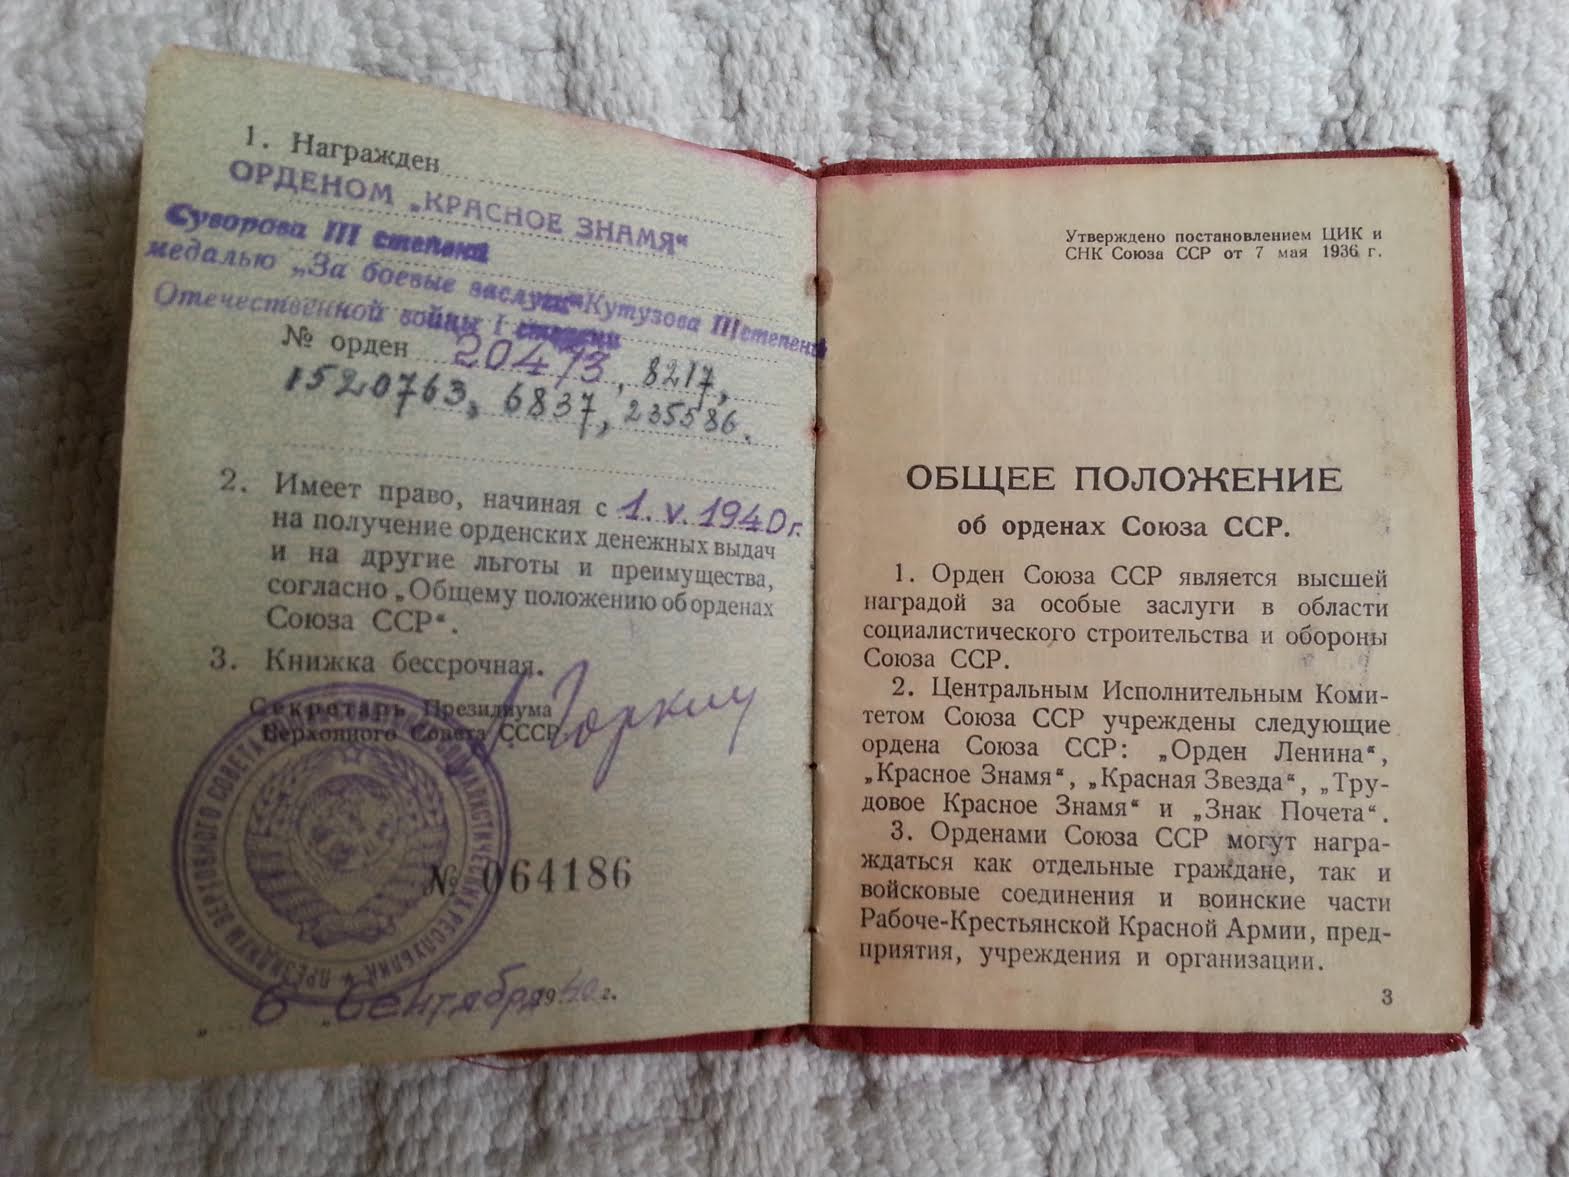 1. Награжден
ОРДЕНОМ „КРАСНОЕ ЗНАМЯ“
Суворова III степени
медалью „За боевые заслуги“ Кутузова III степени
Отечественной войны I степени
№ орден 20473, 8217,
1520763, 6837, 235586.
2. Имеет право, начиная с 1.V.1940г.
на получение орденских денежных выдач
и на другие льготы и преимущества,
согласно „Общему положению об орденах
Союза ССР“.
3. Книжка бессрочная.
Секретарь Президиума
Верховного Совета СССР
А. Горкин
№ 064186
„6 “ сентября 1940 г.
Утверждено постановлением ЦИК и
СНК Союза ССР от 7 мая 1936 г.
ОБЩЕЕ ПОЛОЖЕНИЕ
об орденах Союза ССР.
1. Орден Союза ССР является высшей
наградой за особые заслуги в области
социалистического строительства и обороны
Союза ССР.
2. Центральным Исполнительным Коми-
тетом Союза ССР учреждены следующие
ордена Союза ССР: „Орден Ленина“,
„Красное Знамя“, „Красная Звезда“, „Тру-
довое Красное Знамя“ и „Знак Почета“.
3. Орденами Союза ССР могут награ-
ждаться как отдельные граждане, так и
войсковые соединения и воинские части
Рабоче-Крестьянской Красной Армии, пред-
приятия, учреждения и организации.
3